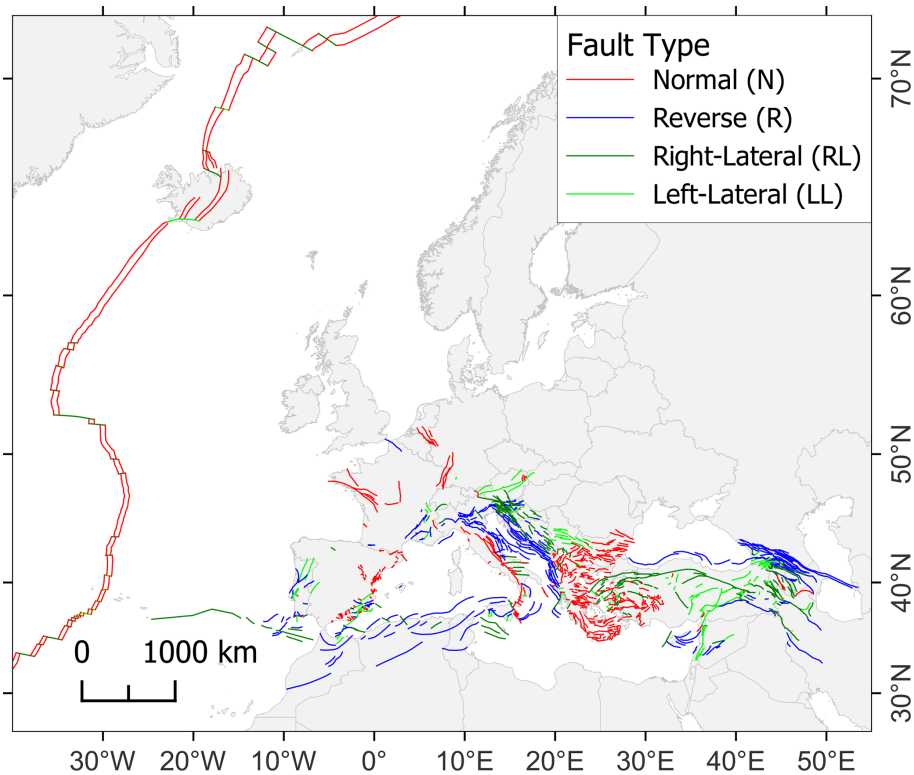 Fault Type
Normal (N)
Reverse (R)
Right-Lateral (RL)
Left-Lateral (LL)
70°N
60°N
50°N
40°N
30°N
0 1000 km
30°W 20°W 10°W 0° 10°E 20°E 30°E 40°E 50°E